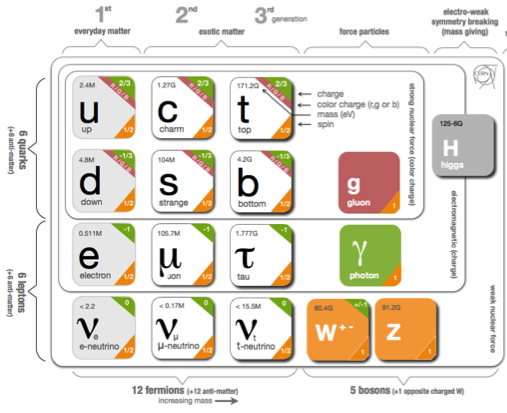 1st 2nd 3rd generation
everyday matter exotic matter force particles
electro-weak
symmetry breaking
(mass giving)
6 quarks
(+6 anti-matter)
6 leptons
(+6 anti-matter)
2.4M 2/3 R/G/B u up 1/2
1.27G 2/3 R/G/B c charm 1/2
171.2G 2/3 R/G/B t top 1/2
charge
color charge (r,g or b)
mass (eV)
spin
strong nuclear force (color charge)
CERN
125-6G H higgs
4.8M -1/3 R/G/B d down 1/2
104M -1/3 R/G/B s strange 1/2
4.2G -1/3 R/G/B b bottom 1/2
g gluon 1
electromagnetic (charge)
0.511M -1 e electron 1/2
105.7M -1 μ uon 1/2
1.777G -1 τ tau 1/2
γ photon 1
weak nuclear force
< 2.2 0 νe e-neutrino 1/2
< 0.17M 0 νμ μ-neutrino 1/2
< 15.5M 0 νt t-neutrino 1/2
80.4G +/-1 W+- 1
91.2G Z 1
12 fermions (+12 anti-matter)
increasing mass
5 bosons (+1 opposite charged W)